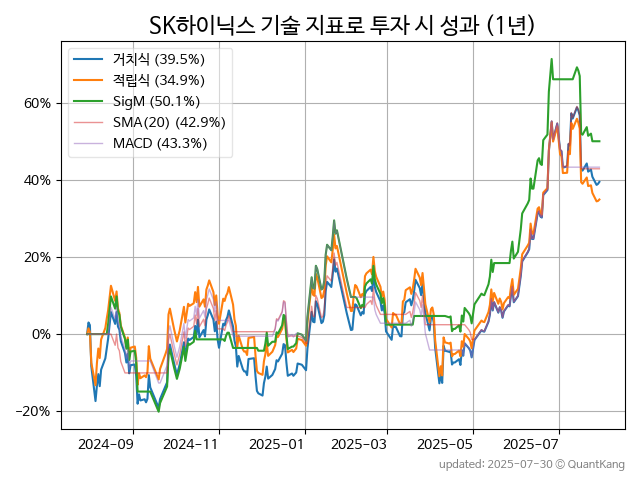 SK하이닉스 기술 지표로 투자 시 성과 (1년)
거치식 (39.5%)
적립식 (34.9%)
SigM (50.1%)
SMA(20) (42.9%)
MACD (43.3%)
60%
40%
20%
0%
−20%
2024-09
2024-11
2025-01
2025-03
2025-05
2025-07
updated: 2025-07-30 © QuantKang